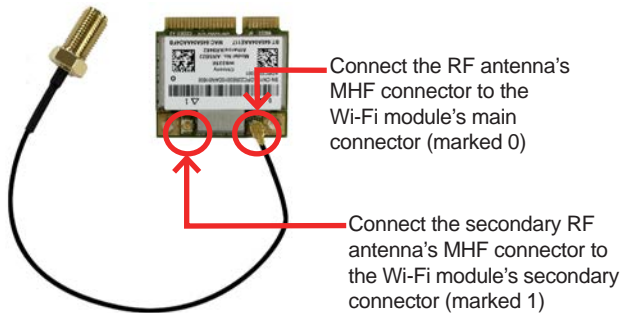 Connect the RF antenna's
MHF connector to the
Wi-Fi module's main
connector (marked 0)
Connect the secondary RF
antenna's MHF connector to
the Wi-Fi module's secondary
connector (marked 1)